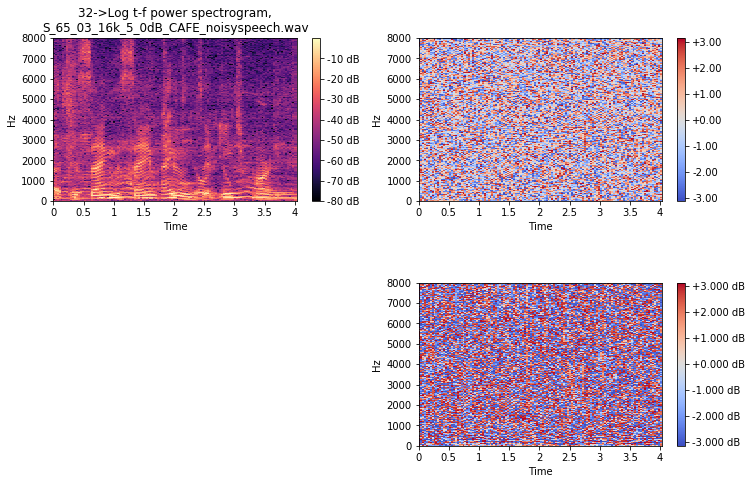 32->Log t-f power spectrogram,
S_65_03_16k_5_0dB_CAFE_noisyspeech.wav
8000
7000
6000
5000
4000
3000
2000
1000
0
Hz
0 0.5 1 1.5 2 2.5 3 3.5 4
Time
-10 dB
-20 dB
-30 dB
-40 dB
-50 dB
-60 dB
-70 dB
-80 dB
8000
7000
6000
5000
4000
3000
2000
1000
0
Hz
0 0.5 1 1.5 2 2.5 3 3.5 4
Time
+3.00
+2.00
+1.00
+0.00
-1.00
-2.00
-3.00
8000
7000
6000
5000
4000
3000
2000
1000
0
Hz
0 0.5 1 1.5 2 2.5 3 3.5 4
Time
+3.000 dB
+2.000 dB
+1.000 dB
+0.000 dB
-1.000 dB
-2.000 dB
-3.000 dB